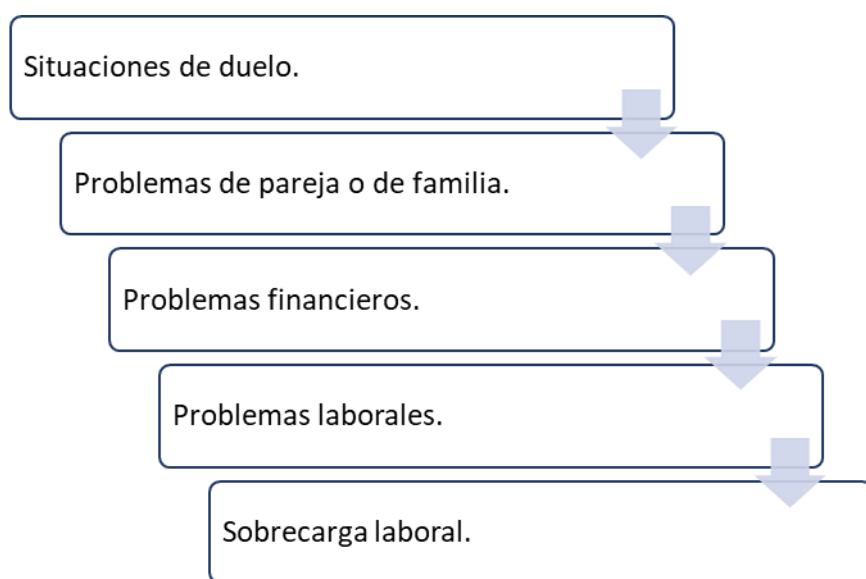 Situaciones de duelo.
Problemas de pareja o de familia.
Problemas financieros.
Problemas laborales.
Sobrecarga laboral.